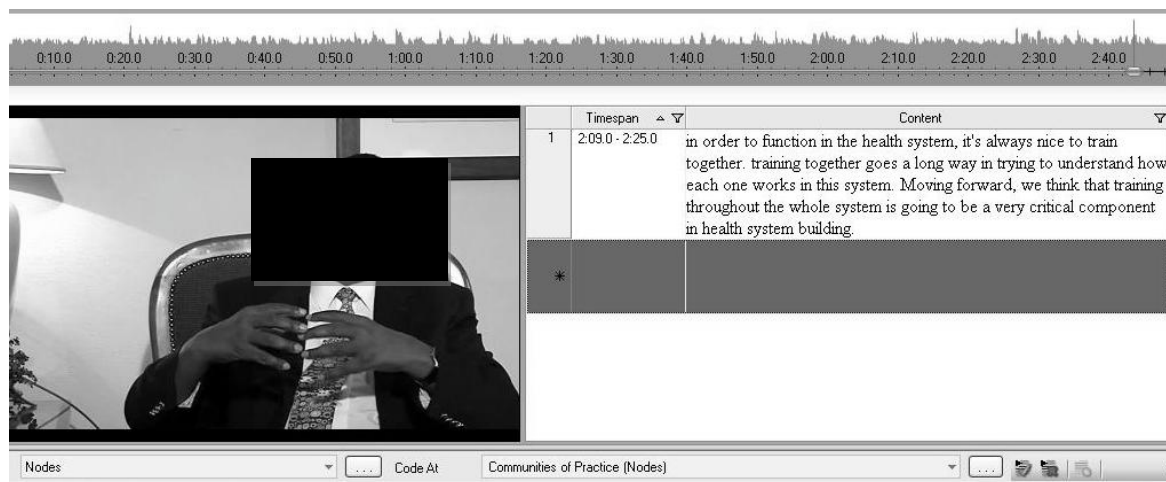 0:10.0 0:20.0 0:30.0 0:40.0 0:50.0 1:00.0 1:10.0 1:20.0 1:30.0 1:40.0 1:50.0 2:00.0 2:10.0 2:20.0 2:30.0 2:40.0
Timespan Content
1 2:09.0 - 2:25.0 in order to function in the health system, it's always nice to train
together. training together goes a long way in trying to understand how
each one works in this system. Moving forward, we think that training
throughout the whole system is going to be a very critical component
in health system building.
*
Nodes ... Code At Communities of Practice (Nodes) ...